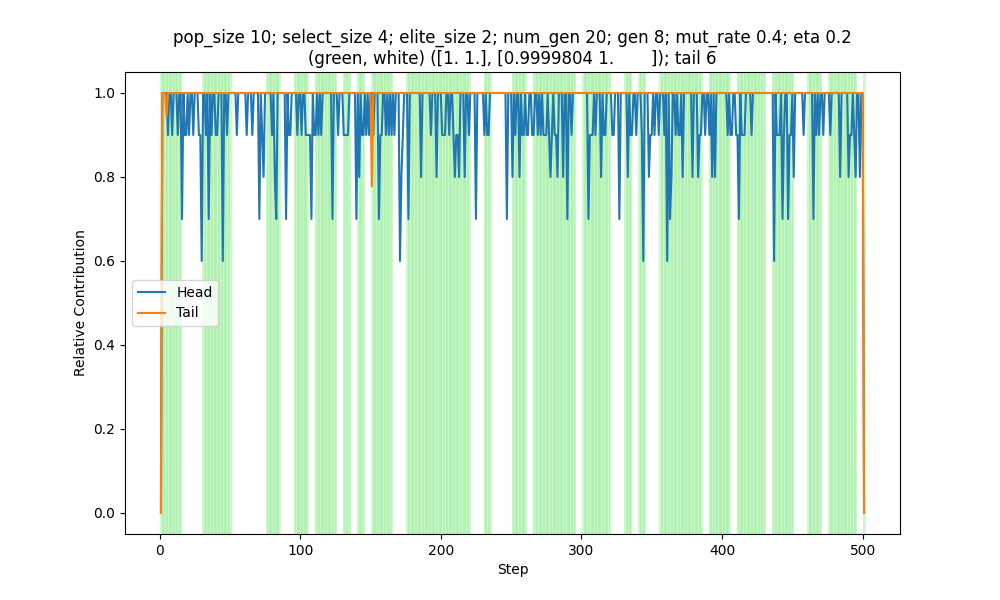 pop_size 10; select_size 4; elite_size 2; num_gen 20; gen 8; mut_rate 0.4; eta 0.2
(green, white) ([1. 1.], [0.9999804 1.        ]); tail 6
1.0
0.8
0.6
0.4
0.2
0.0
Relative Contribution
Head
Tail
0
100
200
300
400
500
Step